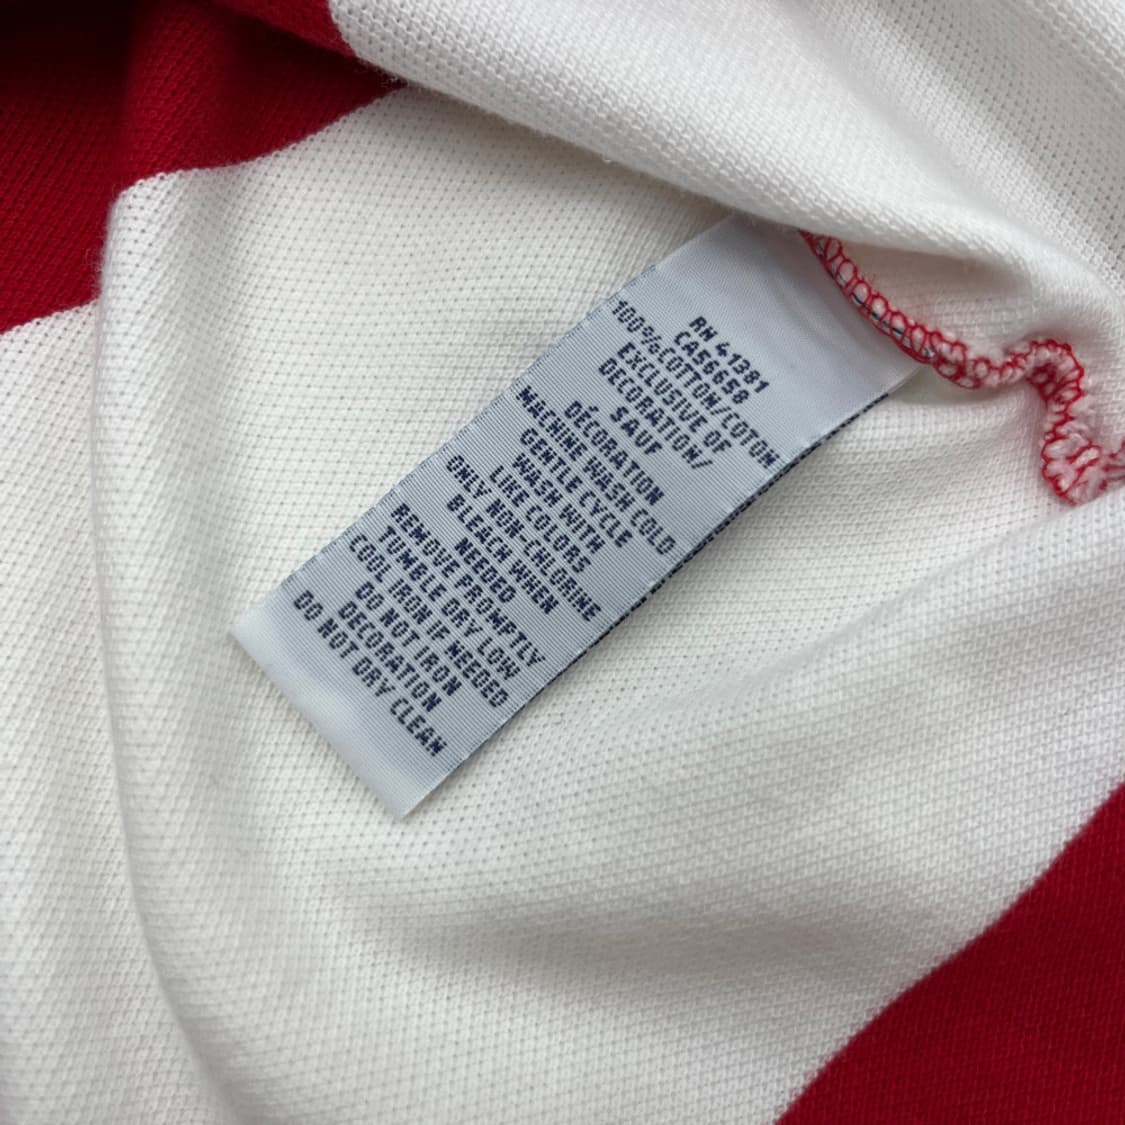 RN 41381
CA56658
100%COTTON/COTON
EXCLUSIVE OF
DECORATION/
SAUF
DÉCORATION
MACHINE WASH COLD
GENTLE CYCLE
WASH WITH
LIKE COLORS
ONLY NON-CHLORINE
BLEACH WHEN
NEEDED
REMOVE PROMPTLY
TUMBLE DRY LOW
COOL IRON IF NEEDED
DO NOT IRON
DECORATION
DO NOT DRY CLEAN